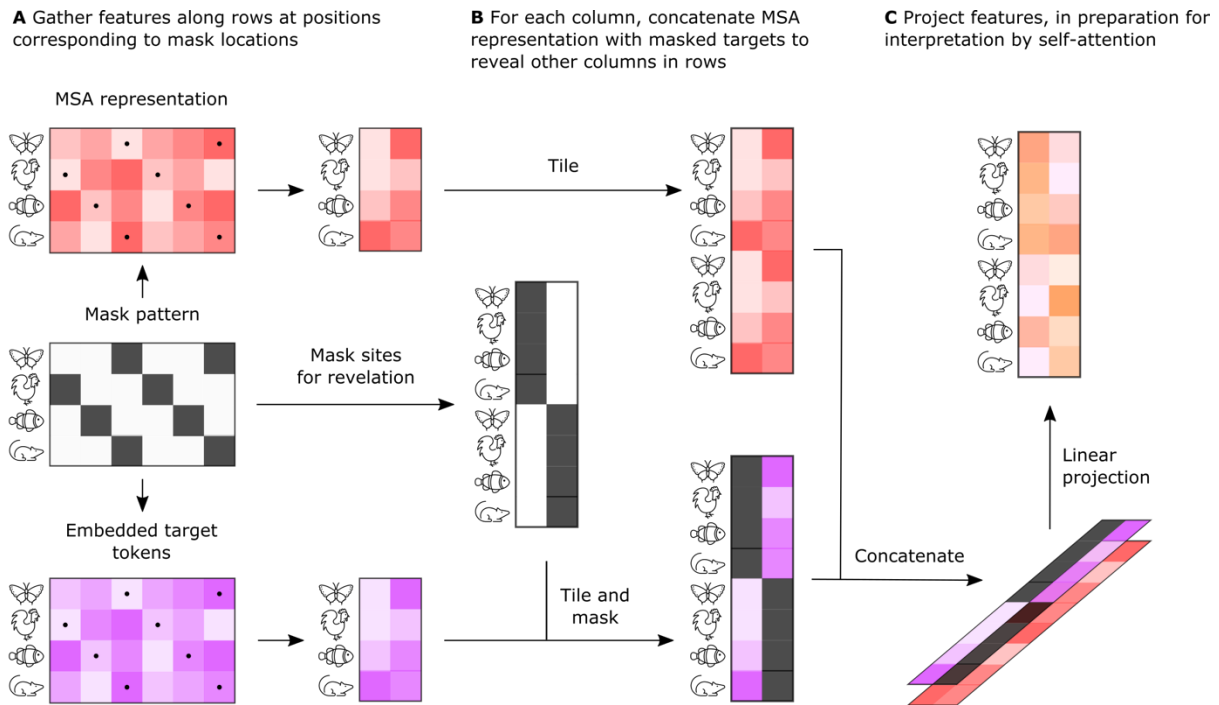 A Gather features along rows at positions
corresponding to mask locations
B For each column, concatenate MSA
representation with masked targets to
reveal other columns in rows
C Project features, in preparation for
interpretation by self-attention
MSA representation
Tile
Mask pattern
Mask sites
for revelation
Linear
projection
Embedded target
tokens
Concatenate
Tile and
mask